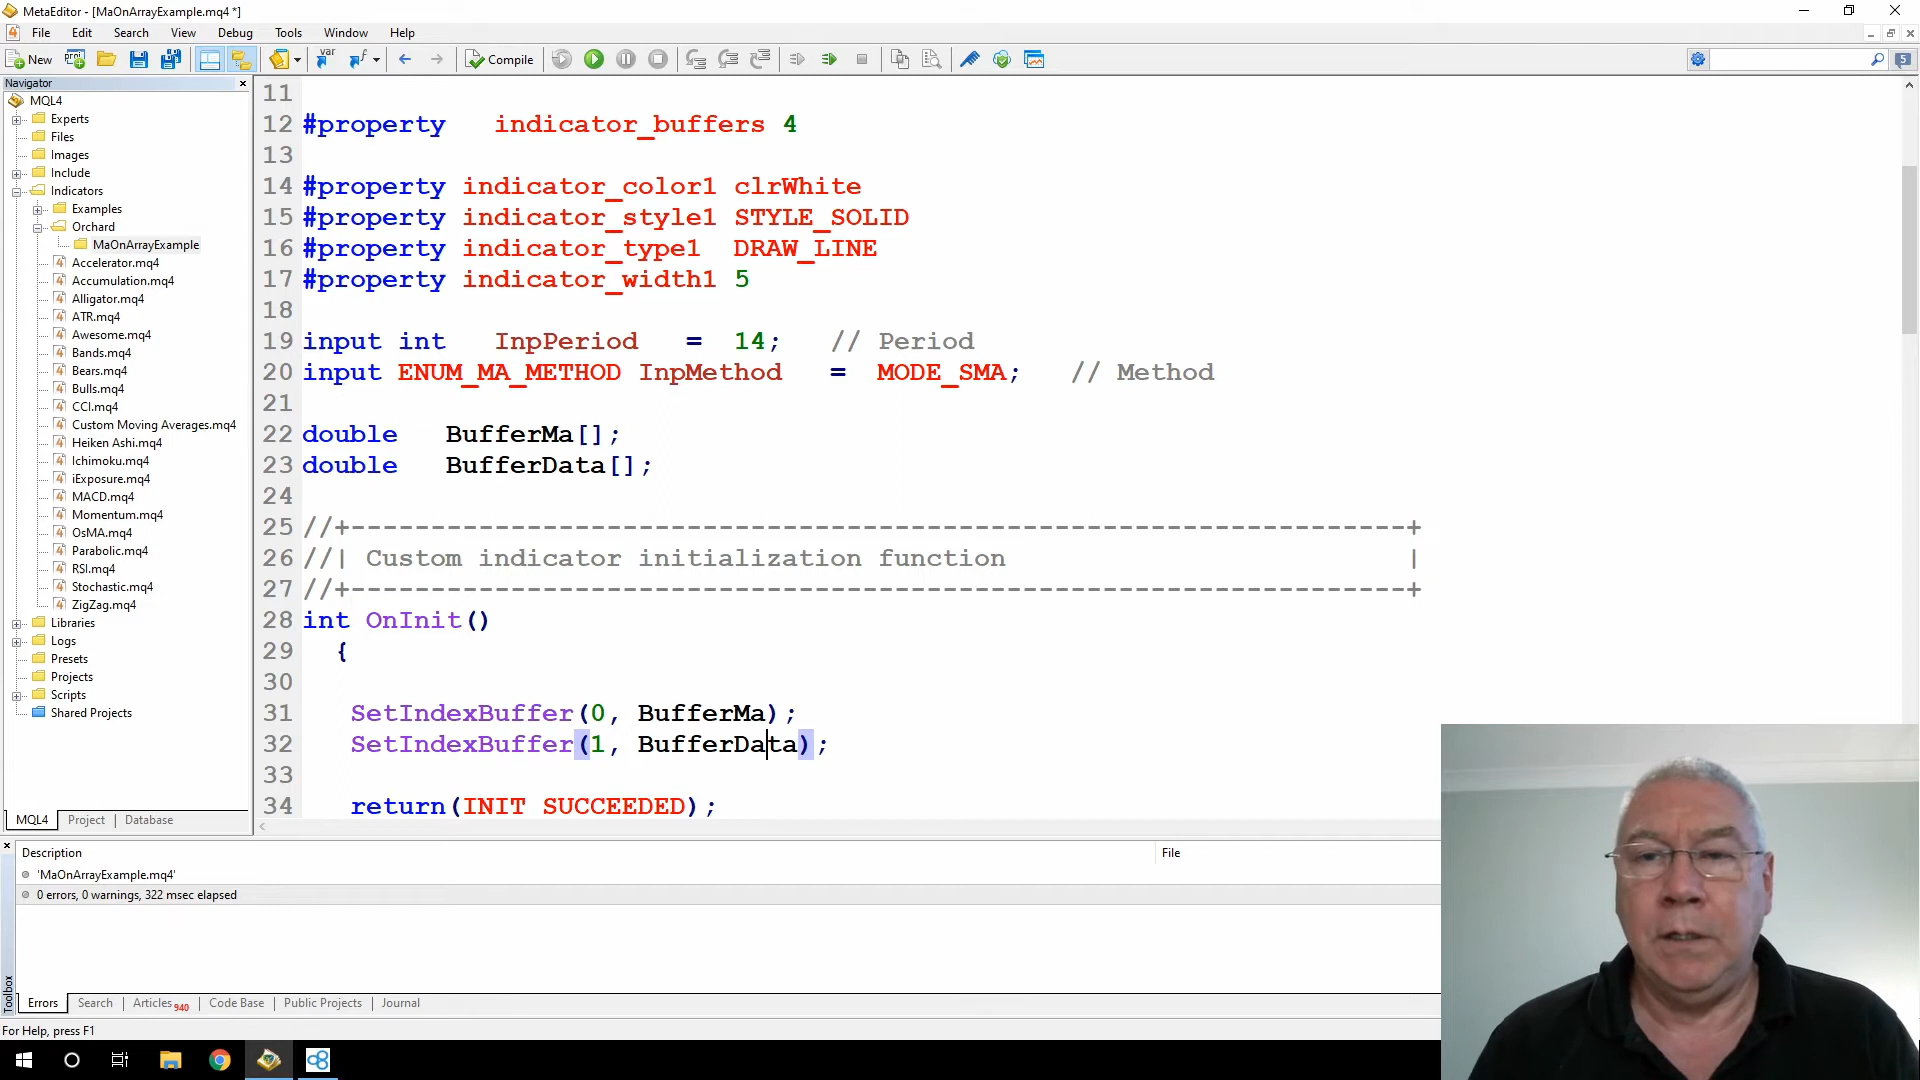 MetaEditor - [MaOnArrayExample.mq4 *]
File Edit Search View Debug Tools Window Help
New Compile 5
Navigator
MQL4
Experts
Files
Images
Include
Indicators
Examples
Orchard
MaOnArrayExample
Accelerator.mq4
Accumulation.mq4
Alligator.mq4
ATR.mq4
Awesome.mq4
Bands.mq4
Bears.mq4
Bulls.mq4
CCI.mq4
Custom Moving Averages.mq4
Heiken Ashi.mq4
Ichimoku.mq4
iExposure.mq4
MACD.mq4
Momentum.mq4
OsMA.mq4
Parabolic.mq4
RSI.mq4
Stochastic.mq4
ZigZag.mq4
Libraries
Logs
Presets
Projects
Scripts
Shared Projects
MQL4 Project Database
11
12 #property indicator_buffers 4
13
14 #property indicator_color1 clrWhite
15 #property indicator_style1 STYLE_SOLID
16 #property indicator_type1 DRAW_LINE
17 #property indicator_width1 5
18
19 input int InpPeriod = 14; // Period
20 input ENUM_MA_METHOD InpMethod = MODE_SMA; // Method
21
22 double BufferMa[];
23 double BufferData[];
24
25 //+------------------------------------------------------------------+
26 //| Custom indicator initialization function |
27 //+------------------------------------------------------------------+
28 int OnInit()
29 {
30
31 SetIndexBuffer(0, BufferMa);
32 SetIndexBuffer(1, BufferData);
33
34 return(INIT_SUCCEEDED);
Description File
'MaOnArrayExample.mq4'
0 errors, 0 warnings, 322 msec elapsed
Toolbox
Errors Search Articles 940 Code Base Public Projects Journal
For Help, press F1